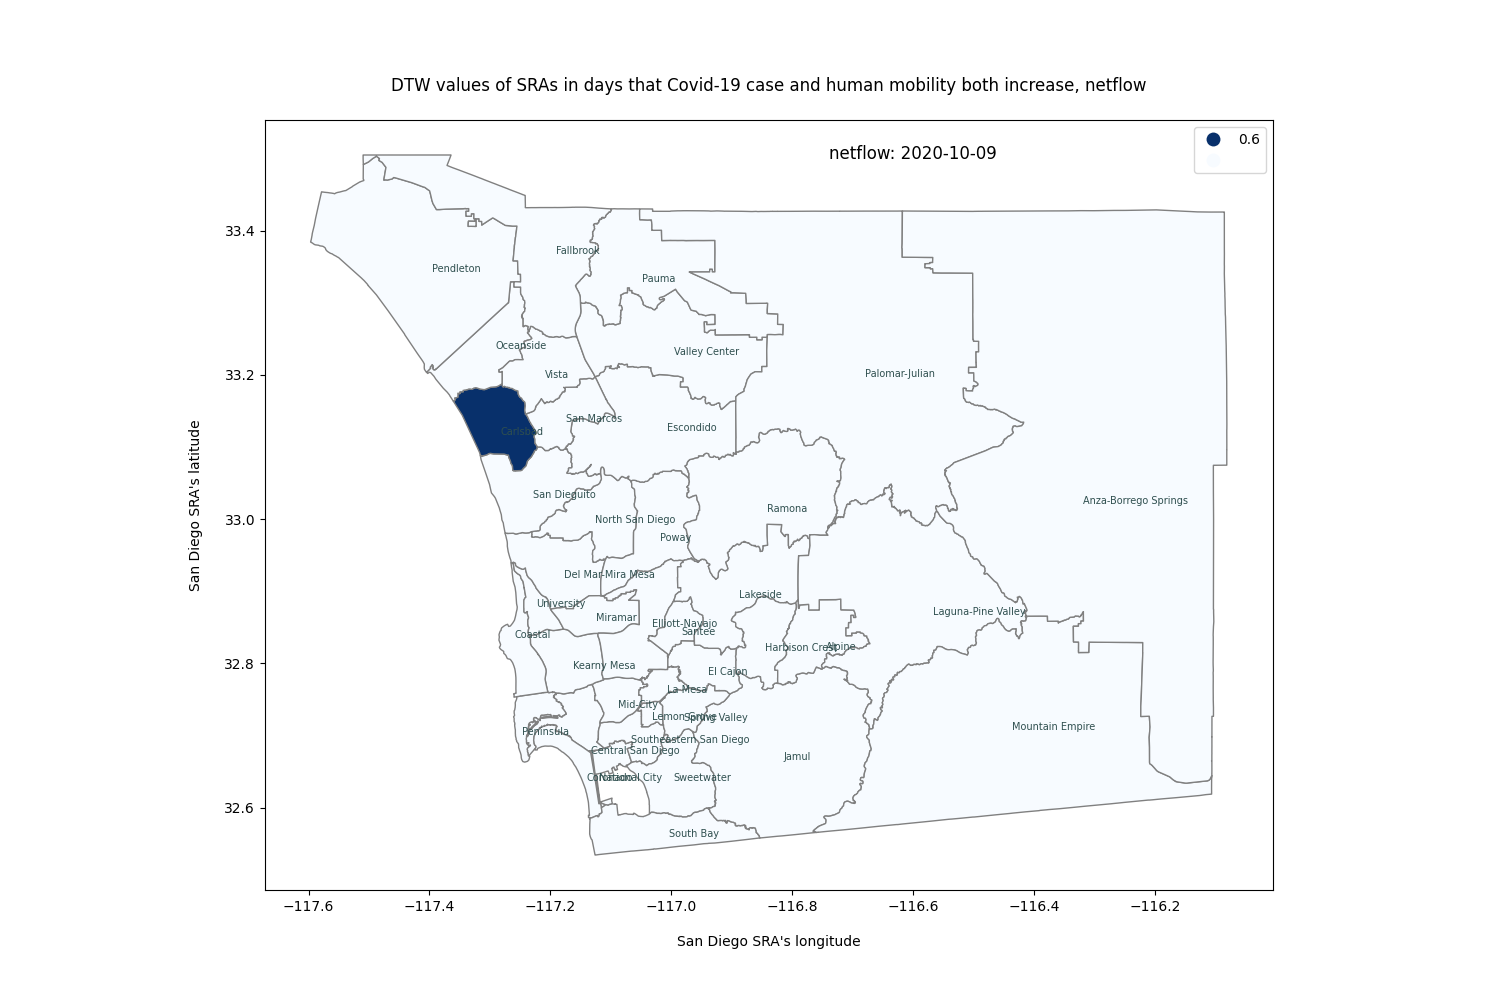 DTW values of SRAs in days that Covid-19 case and human mobility both increase, netflow
netflow: 2020-10-09
0.6
33.4
33.2
33.0
32.8
32.6
San Diego SRA's latitude
Fallbrook
Pendleton
Pauma
Oceanside
Valley Center
Vista
Palomar-Julian
San Marcos
Escondido
Carlsbad
San Dieguito
Anza-Borrego Springs
Ramona
North San Diego
Poway
Del Mar-Mira Mesa
Lakeside
University
Laguna-Pine Valley
Miramar
Elliott-Navajo
Santee
Coastal
Harbison Crest
Alpine
Kearny Mesa
El Cajon
La Mesa
Mid-City
Lemon Grove
Spring Valley
Mountain Empire
Peninsula
Southeastern San Diego
Central San Diego
Jamul
Coronado
National City
Sweetwater
South Bay
−117.6
−117.4
−117.2
−117.0
−116.8
−116.6
−116.4
−116.2
San Diego SRA's longitude